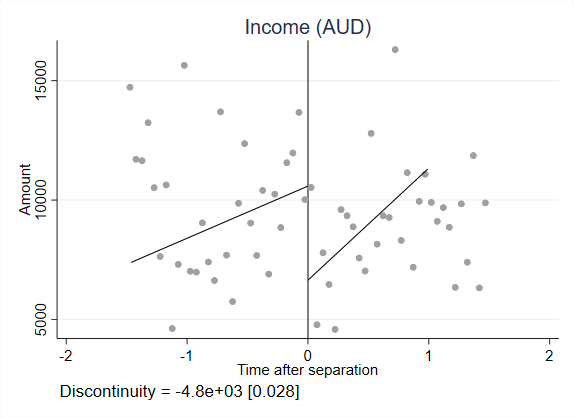 Income (AUD)
Amount
15000
10000
5000
-2 -1 0 1 2
Time after separation
Discontinuity = -4.8e+03 [0.028]